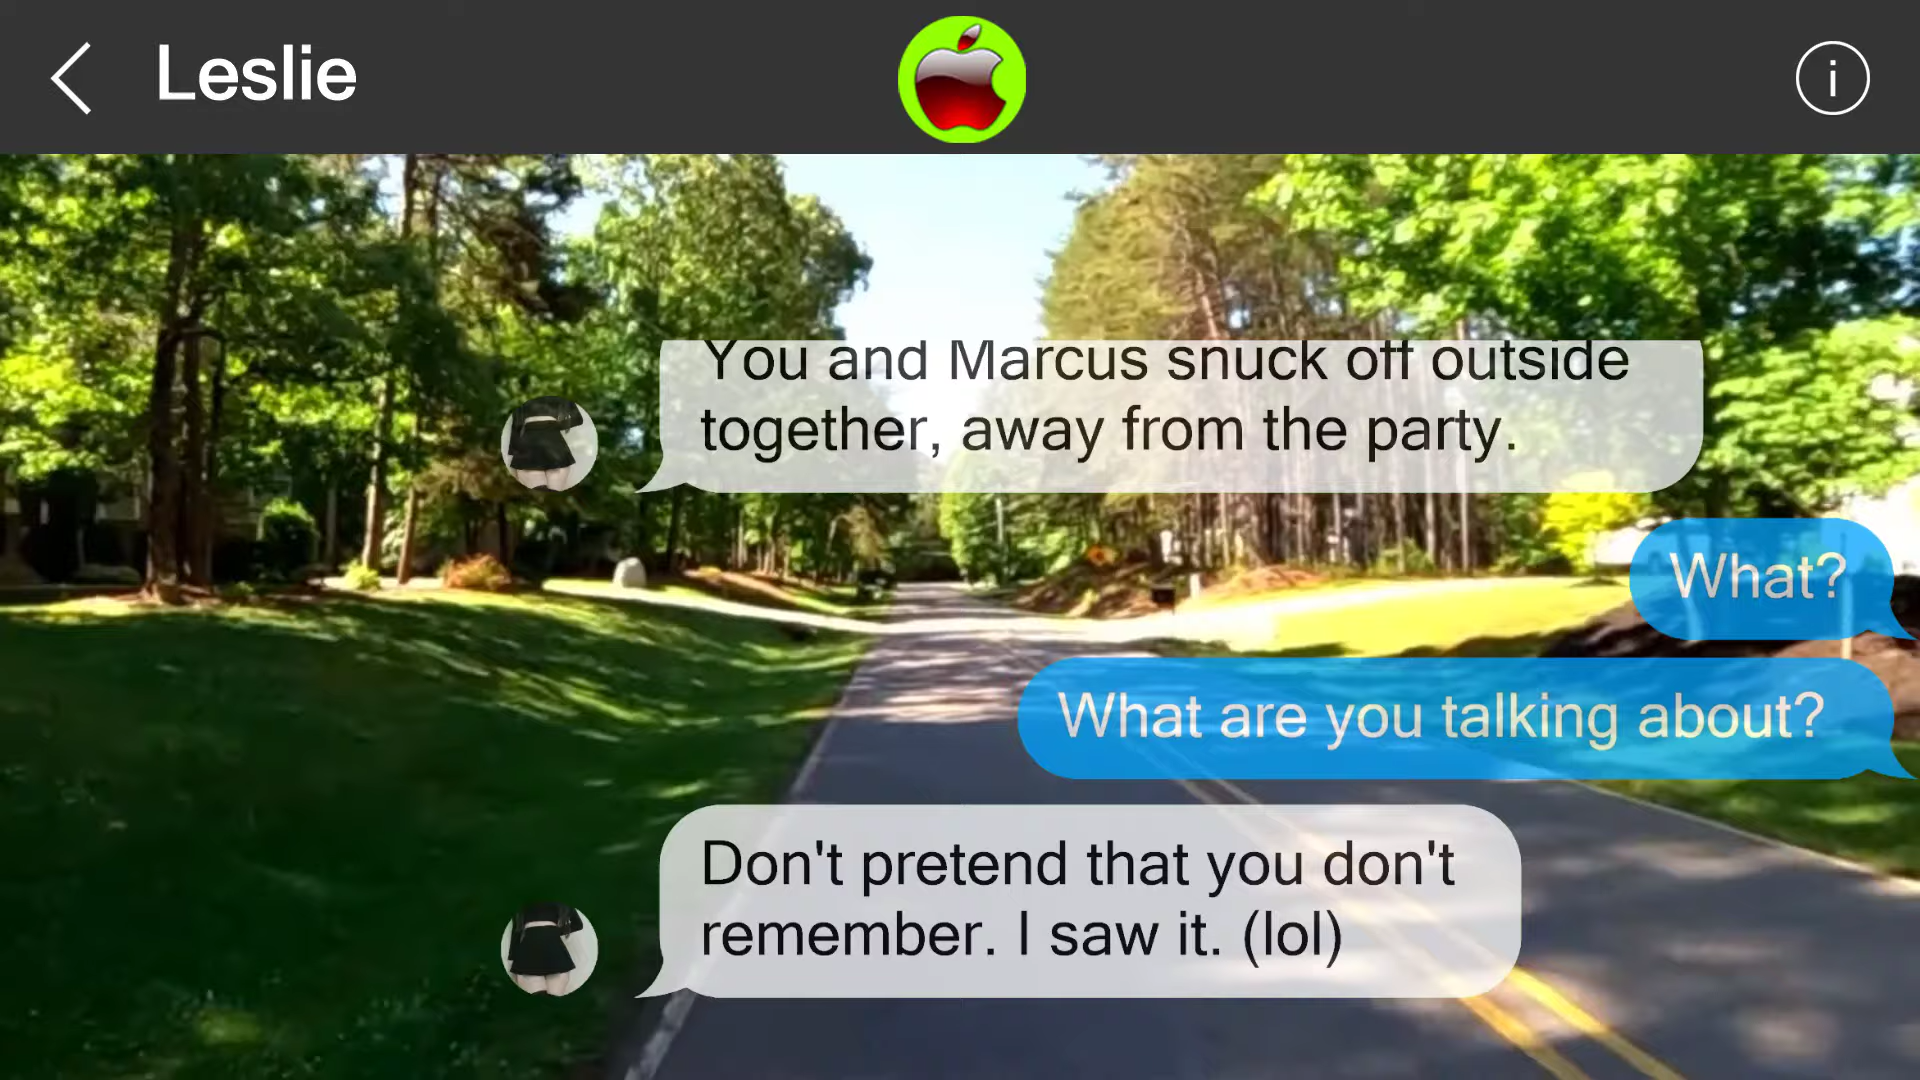 Leslie
You and Marcus snuck off outside
together, away from the party.
What?
What are you talking about?
Don't pretend that you don't
remember. I saw it. (lol)